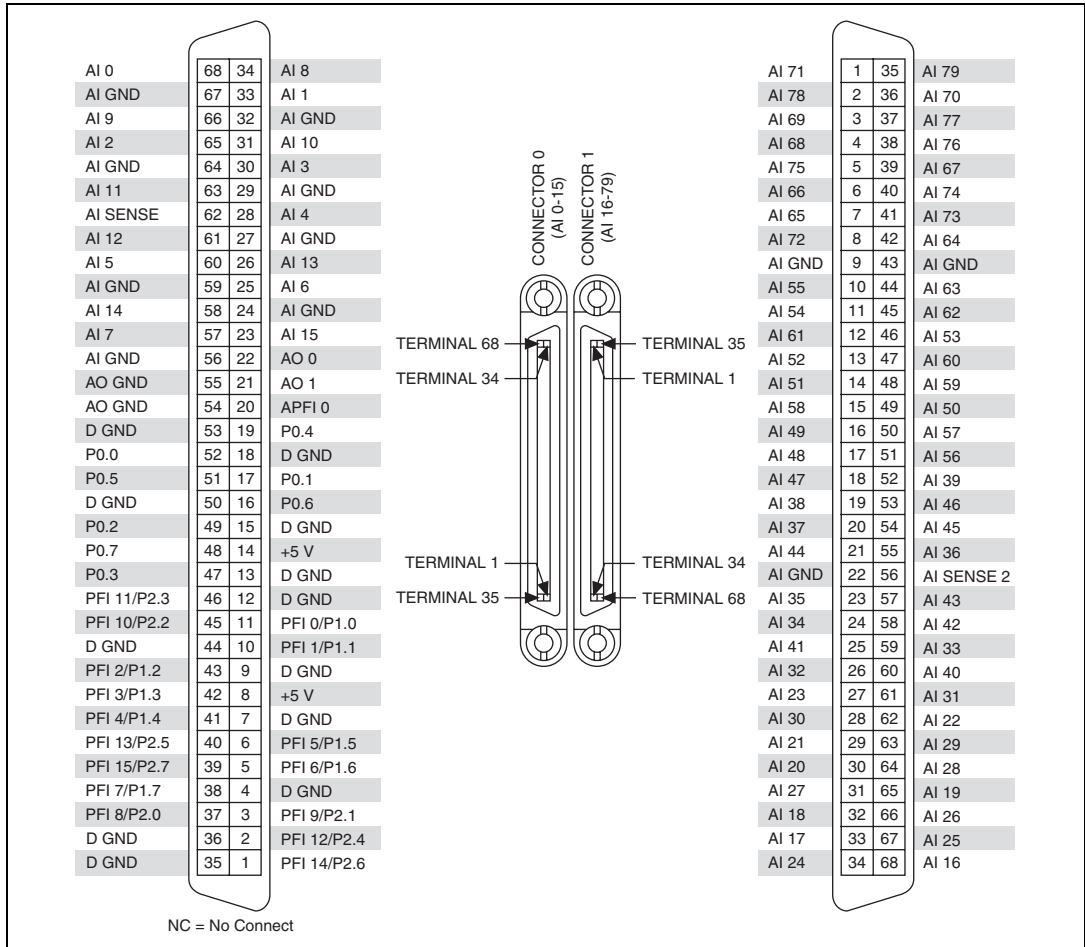 AI 0 68 34 AI 8
AI GND 67 33 AI 1
AI 9 66 32 AI GND
AI 2 65 31 AI 10
AI GND 64 30 AI 3
AI 11 63 29 AI GND
AI SENSE 62 28 AI 4
AI 12 61 27 AI GND
AI 5 60 26 AI 13
AI GND 59 25 AI 6
AI 14 58 24 AI GND
AI 7 57 23 AI 15
AI GND 56 22 AO 0
AO GND 55 21 AO 1
AO GND 54 20 APFI 0
D GND 53 19 P0.4
P0.0 52 18 D GND
P0.5 51 17 P0.1
D GND 50 16 P0.6
P0.2 49 15 D GND
P0.7 48 14 +5 V
P0.3 47 13 D GND
PFI 11/P2.3 46 12 D GND
PFI 10/P2.2 45 11 PFI 0/P1.0
D GND 44 10 PFI 1/P1.1
PFI 2/P1.2 43 9 D GND
PFI 3/P1.3 42 8 +5 V
PFI 4/P1.4 41 7 D GND
PFI 13/P2.5 40 6 PFI 5/P1.5
PFI 15/P2.7 39 5 PFI 6/P1.6
PFI 7/P1.7 38 4 D GND
PFI 8/P2.0 37 3 PFI 9/P2.1
D GND 36 2 PFI 12/P2.4
D GND 35 1 PFI 14/P2.6
NC = No Connect
CONNECTOR 0
(AI 0-15)
CONNECTOR 1
(AI 16-79)
TERMINAL 68
TERMINAL 35
TERMINAL 34
TERMINAL 1
TERMINAL 1
TERMINAL 34
TERMINAL 35
TERMINAL 68
AI 71 1 35 AI 79
AI 78 2 36 AI 70
AI 69 3 37 AI 77
AI 68 4 38 AI 76
AI 75 5 39 AI 67
AI 66 6 40 AI 74
AI 65 7 41 AI 73
AI 72 8 42 AI 64
AI GND 9 43 AI GND
AI 55 10 44 AI 63
AI 54 11 45 AI 62
AI 61 12 46 AI 53
AI 52 13 47 AI 60
AI 51 14 48 AI 59
AI 58 15 49 AI 50
AI 49 16 50 AI 57
AI 48 17 51 AI 56
AI 47 18 52 AI 39
AI 38 19 53 AI 46
AI 37 20 54 AI 45
AI 44 21 55 AI 36
AI GND 22 56 AI SENSE 2
AI 35 23 57 AI 43
AI 34 24 58 AI 42
AI 41 25 59 AI 33
AI 32 26 60 AI 40
AI 23 27 61 AI 31
AI 30 28 62 AI 22
AI 21 29 63 AI 29
AI 20 30 64 AI 28
AI 27 31 65 AI 19
AI 18 32 66 AI 26
AI 17 33 67 AI 25
AI 24 34 68 AI 16